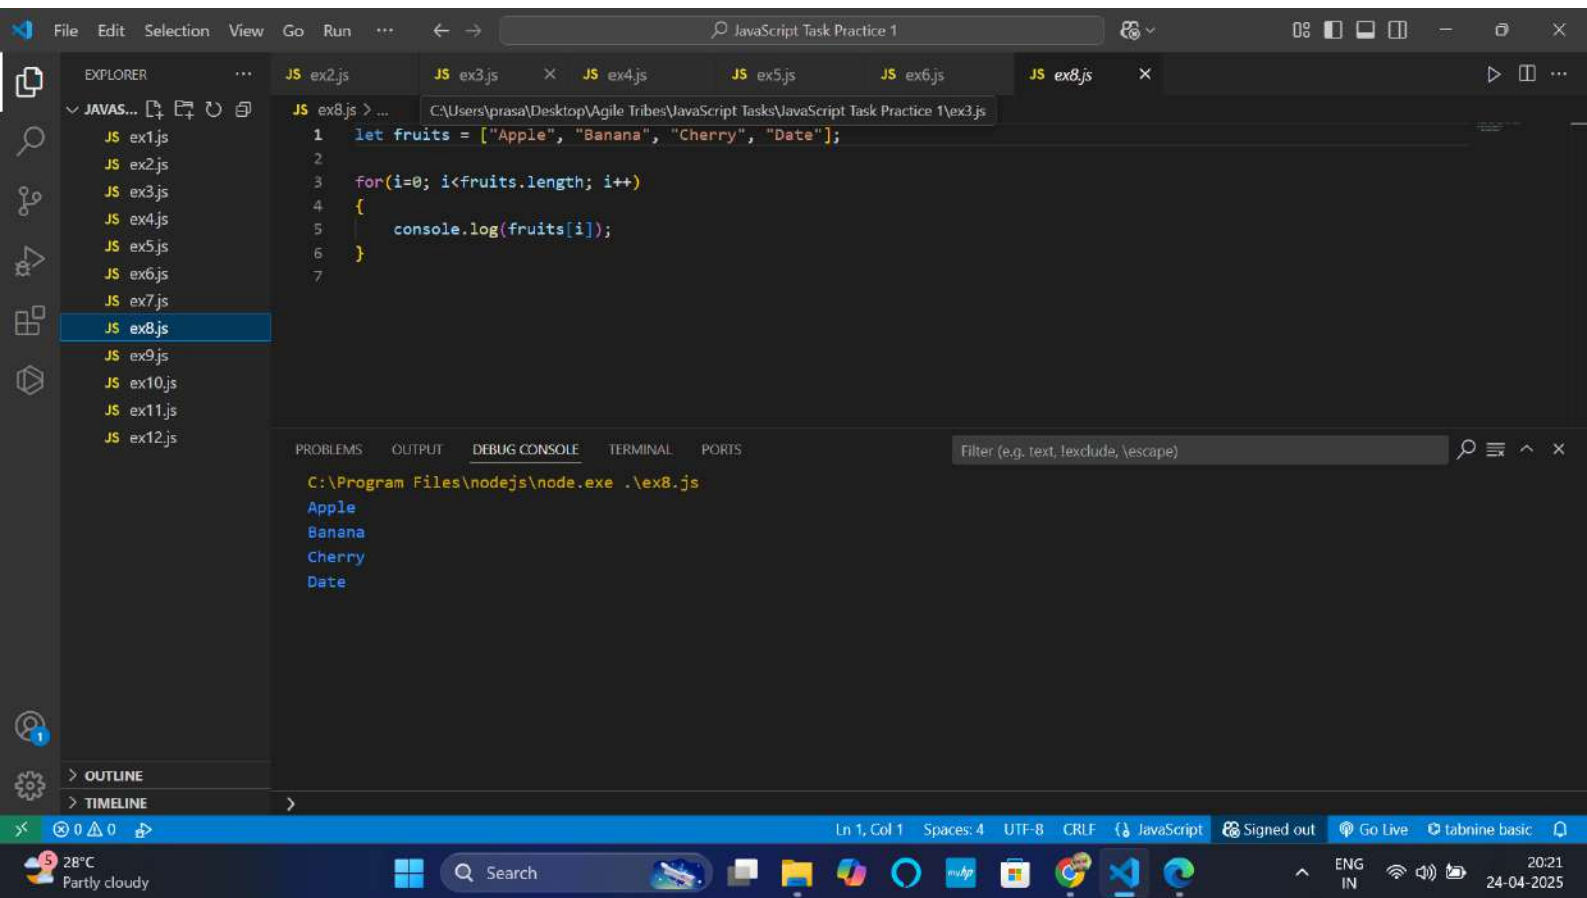 File Edit Selection View Go Run ··· JavaScript Task Practice 1
EXPLORER ···
JS ex2.js JS ex3.js JS ex4.js JS ex5.js JS ex6.js JS ex8.js
JAVAS...
JS ex8.js > ...
C:\Users\prasa\Desktop\Agile Tribes\JavaScript Tasks\JavaScript Task Practice 1\ex3.js
JS ex1.js
JS ex2.js
JS ex3.js
JS ex4.js
JS ex5.js
JS ex6.js
JS ex7.js
JS ex8.js
JS ex9.js
JS ex10.js
JS ex11.js
JS ex12.js
1 let fruits = ["Apple", "Banana", "Cherry", "Date"];
2
3 for(i=0; i<fruits.length; i++)
4 {
5     console.log(fruits[i]);
6 }
7
PROBLEMS OUTPUT DEBUG CONSOLE TERMINAL PORTS Filter (e.g. text, !exclude, \escape)
C:\Program Files\nodejs\node.exe .\ex8.js
Apple
Banana
Cherry
Date
1
OUTLINE
TIMELINE
0 0 Ln 1, Col 1 Spaces: 4 UTF-8 CRLF JavaScript Signed out Go Live tabnine basic
5
28°C
Partly cloudy
Search
myhp
ENG
IN
20:21
24-04-2025